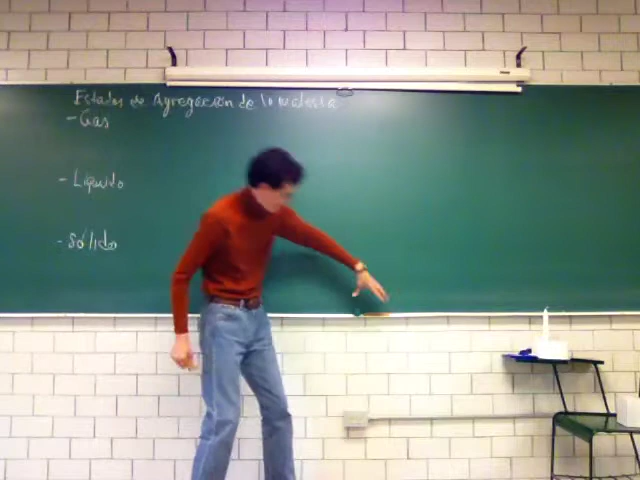 Estados de Agregación de la materia
- Gas
- Líquido
- Sólido